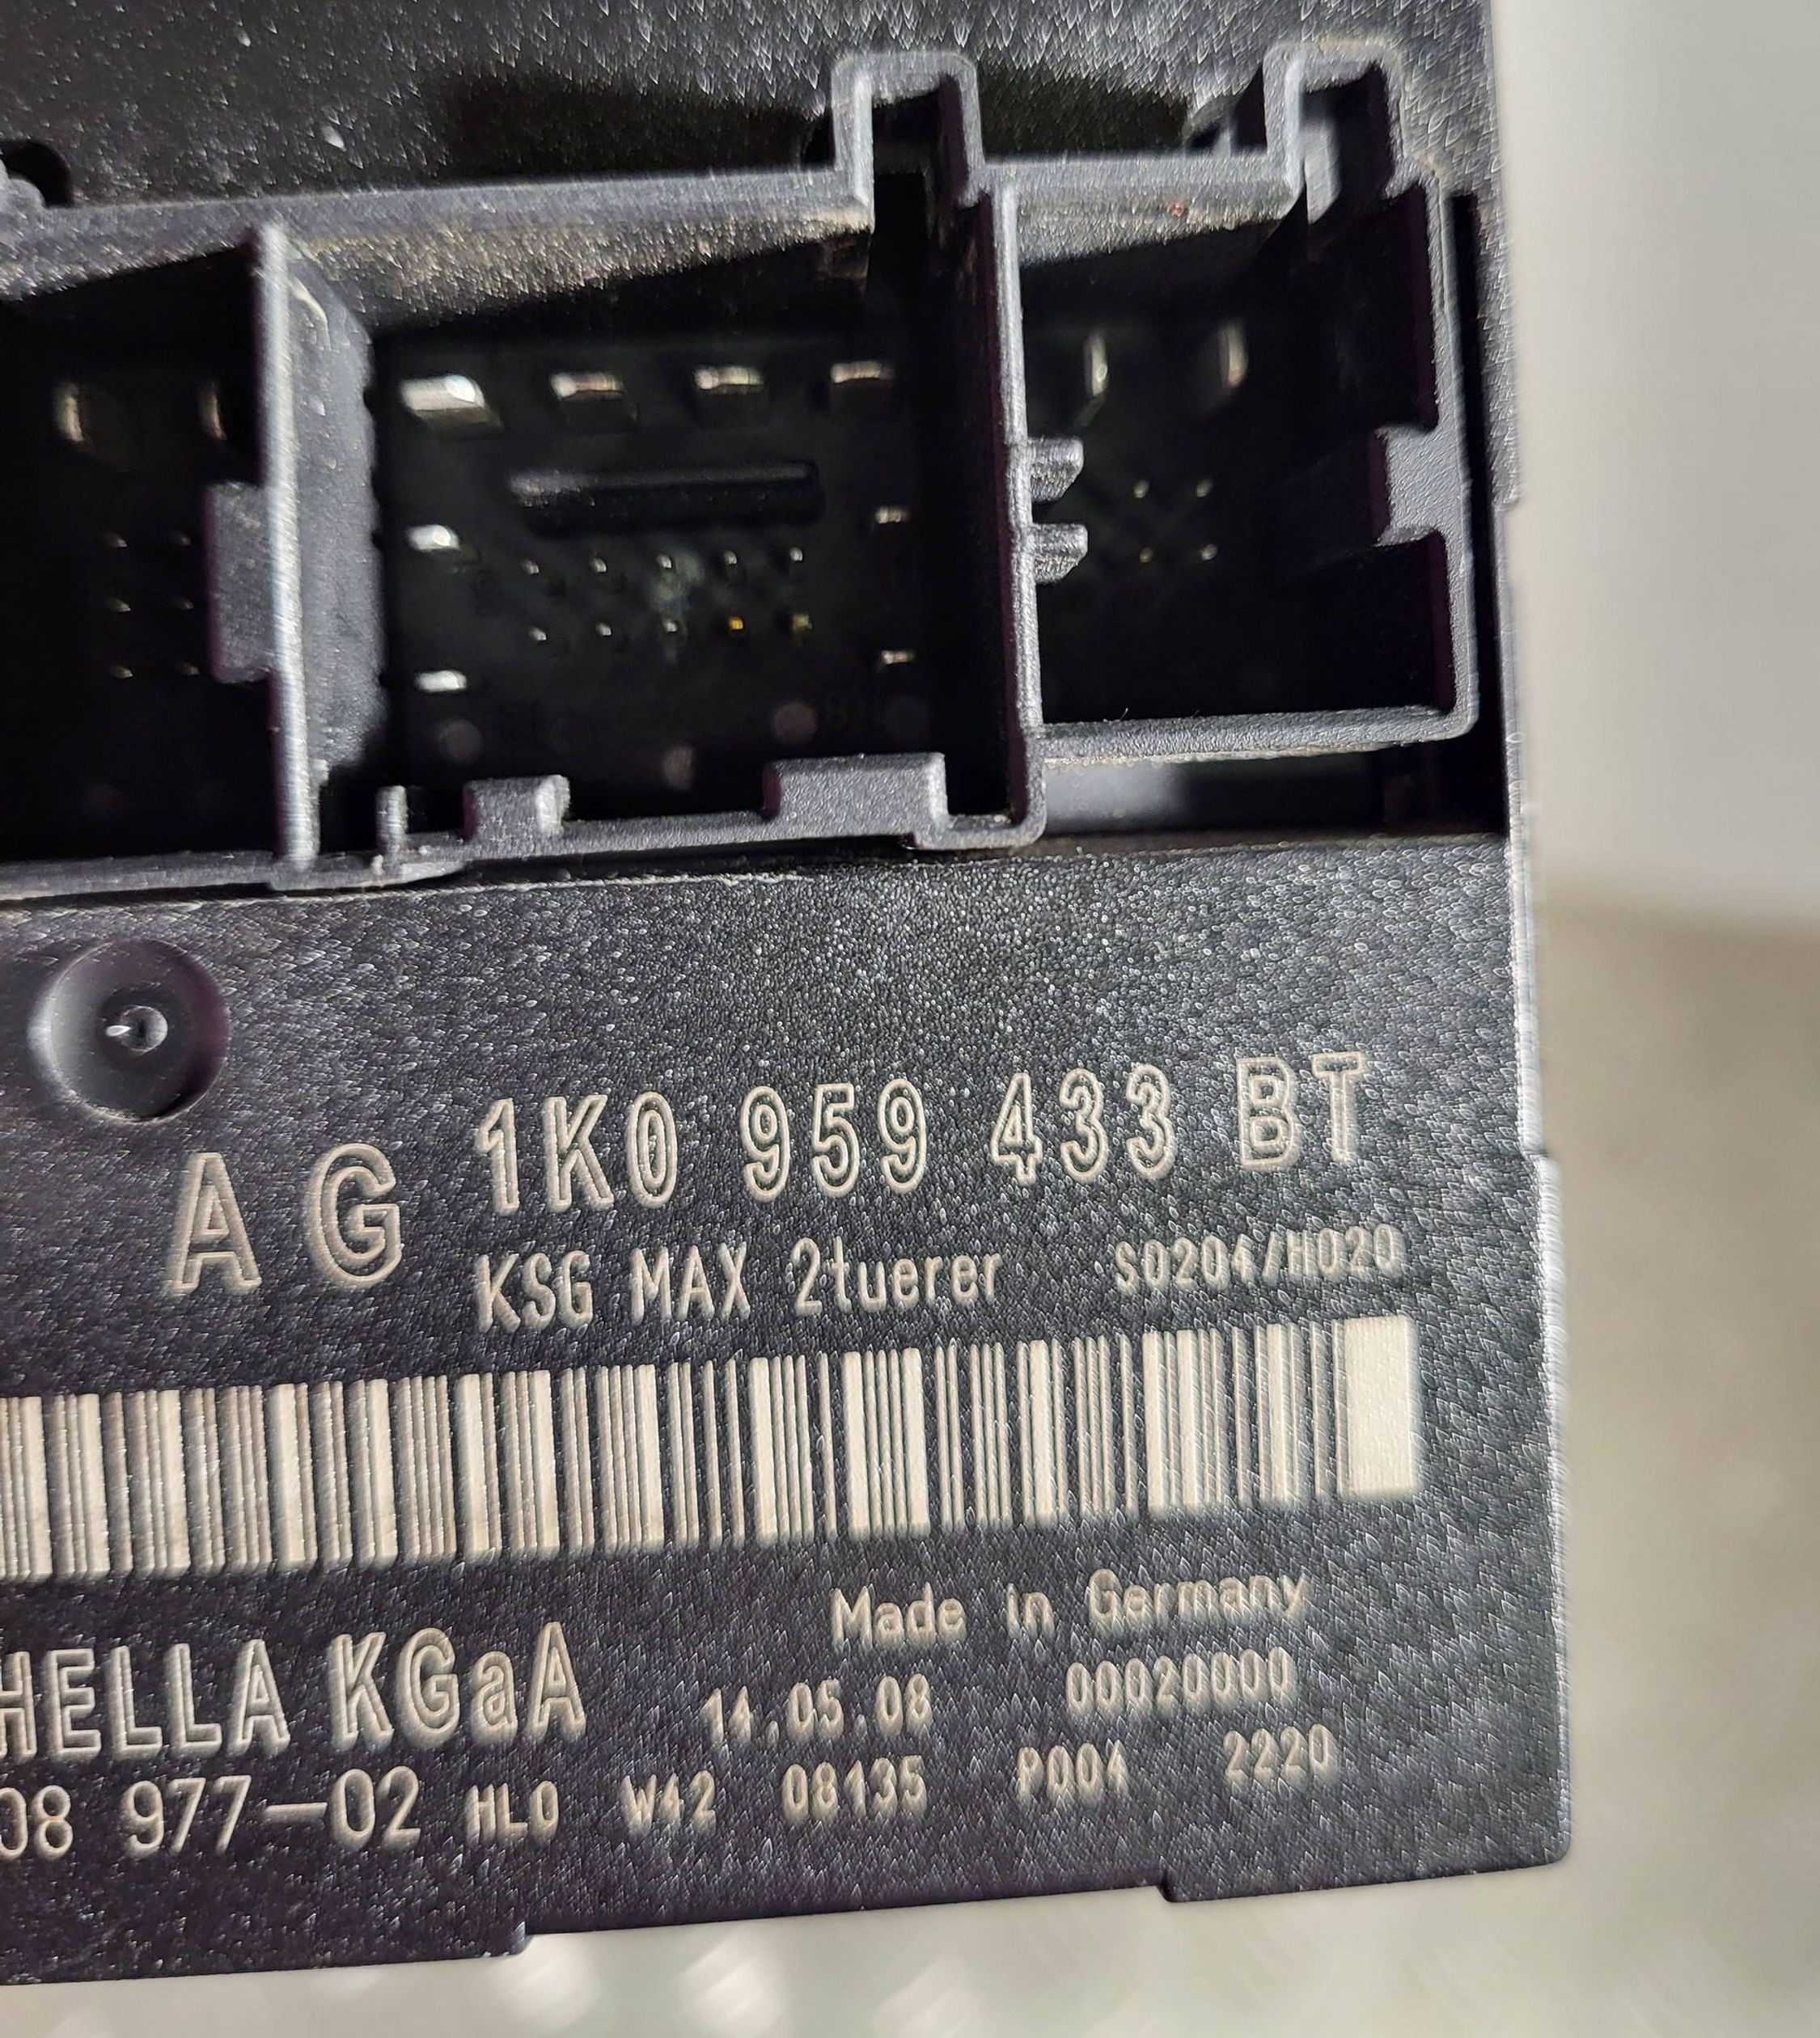 AG 1K0 959 433 BT
KSG MAX 2tuerer S0204/H020
Made in Germany
HELLA KGaA 14.05.08 00020000
08 977-02 HLO W42 08135 P004 2220